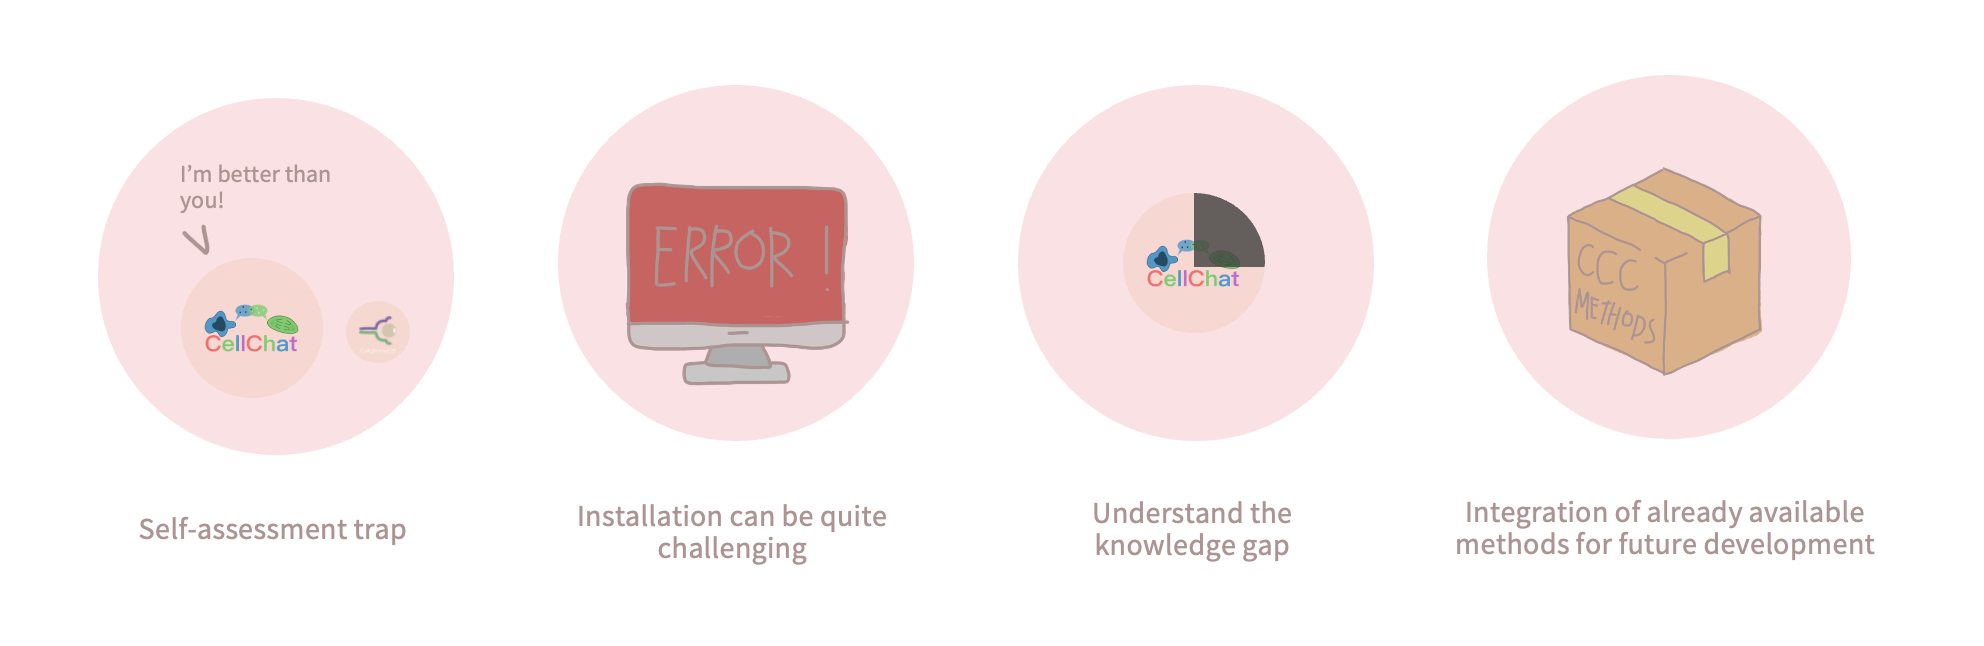 I'm better than
you!
CellChat
Self-assessment trap
ERROR !
Installation can be quite
challenging
CellChat
Understand the
knowledge gap
CCC
METHODS
Integration of already available
methods for future development